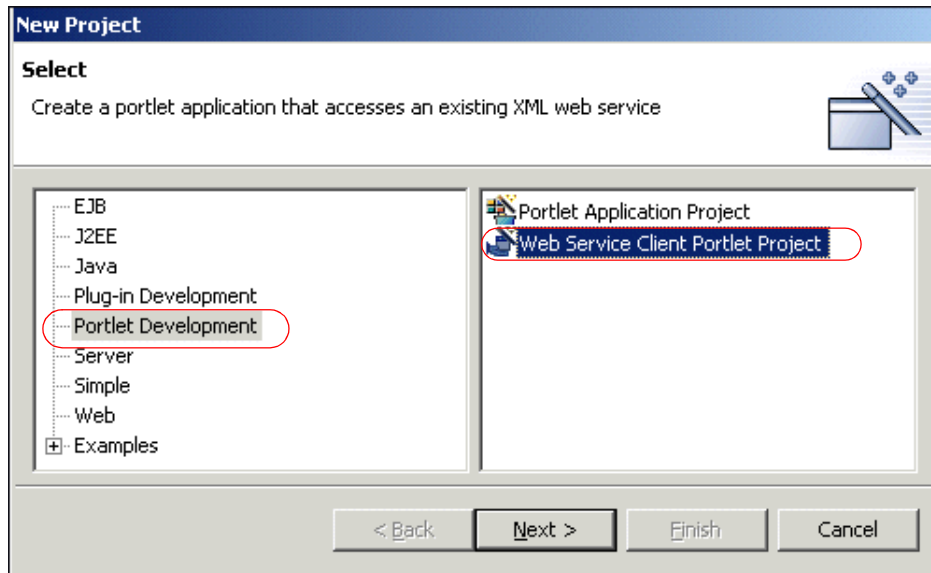 New Project
Select
Create a portlet application that accesses an existing XML web service
EJB
J2EE
Java
Plug-in Development
Portlet Development
Server
Simple
Web
Examples
Portlet Application Project
Web Service Client Portlet Project
< Back
Next >
Finish
Cancel